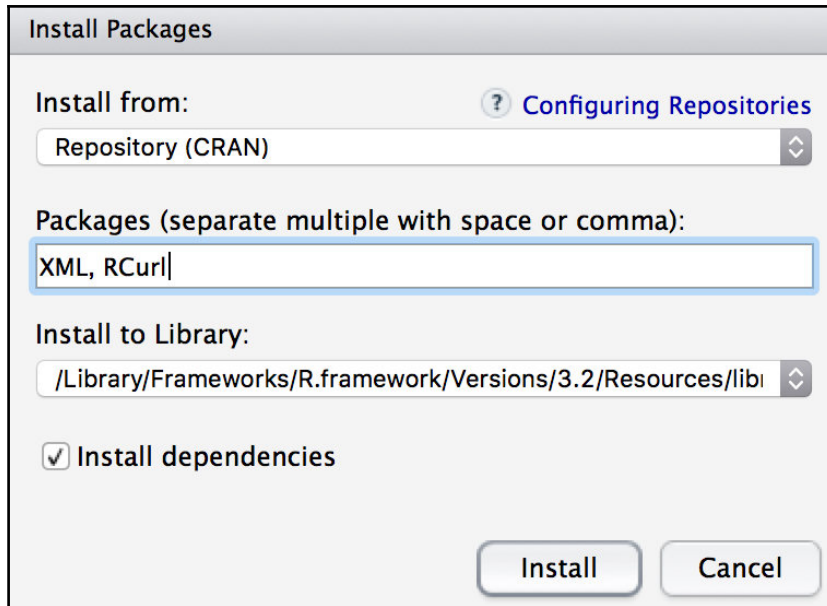 Install Packages
Install from:
? Configuring Repositories
Repository (CRAN)
Packages (separate multiple with space or comma):
XML, RCurl
Install to Library:
/Library/Frameworks/R.framework/Versions/3.2/Resources/libr
Install dependencies
Install
Cancel